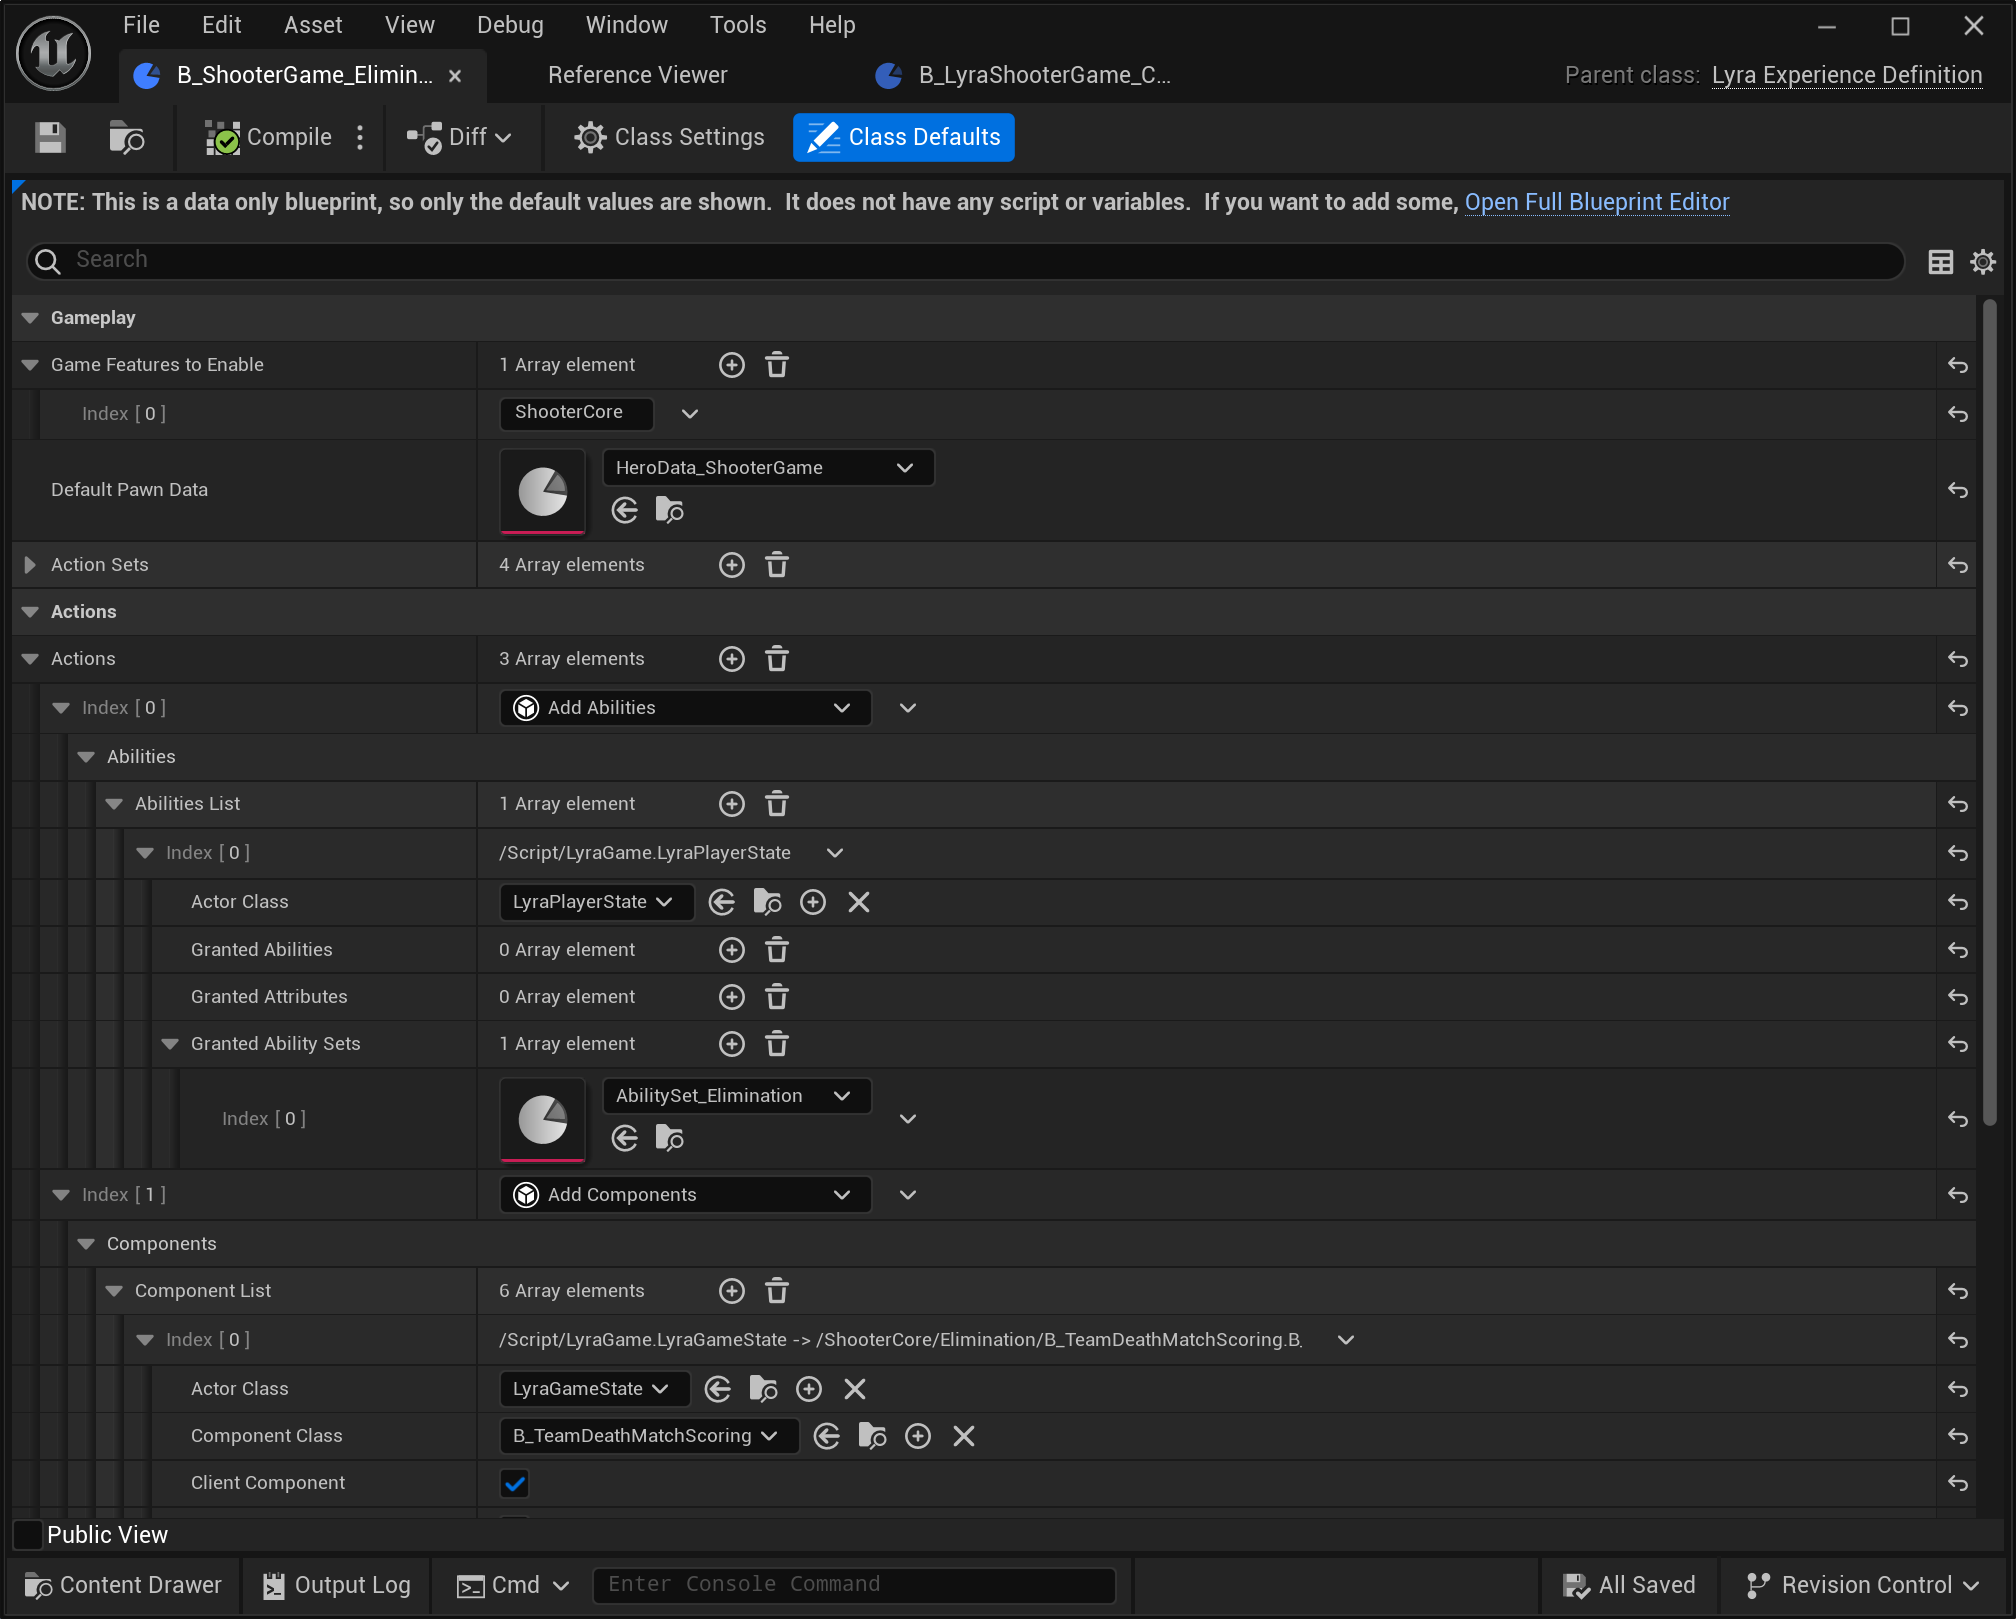 File Edit Asset View Debug Window Tools Help
B_ShooterGame_Elimin... Reference Viewer B_LyraShooterGame_C... Parent class: Lyra Experience Definition
Compile Diff Class Settings Class Defaults
NOTE: This is a data only blueprint, so only the default values are shown. It does not have any script or variables. If you want to add some, Open Full Blueprint Editor
Search
Gameplay
Game Features to Enable 1 Array element
Index [ 0 ] ShooterCore
Default Pawn Data HeroData_ShooterGame
Action Sets 4 Array elements
Actions
Actions 3 Array elements
Index [ 0 ] Add Abilities
Abilities
Abilities List 1 Array element
Index [ 0 ] /Script/LyraGame.LyraPlayerState
Actor Class LyraPlayerState
Granted Abilities 0 Array element
Granted Attributes 0 Array element
Granted Ability Sets 1 Array element
Index [ 0 ] AbilitySet_Elimination
Index [ 1 ] Add Components
Components
Component List 6 Array elements
Index [ 0 ] /Script/LyraGame.LyraGameState -> /ShooterCore/Elimination/B_TeamDeathMatchScoring.B_
Actor Class LyraGameState
Component Class B_TeamDeathMatchScoring
Client Component
Public View
Content Drawer Output Log Cmd Enter Console Command All Saved Revision Control